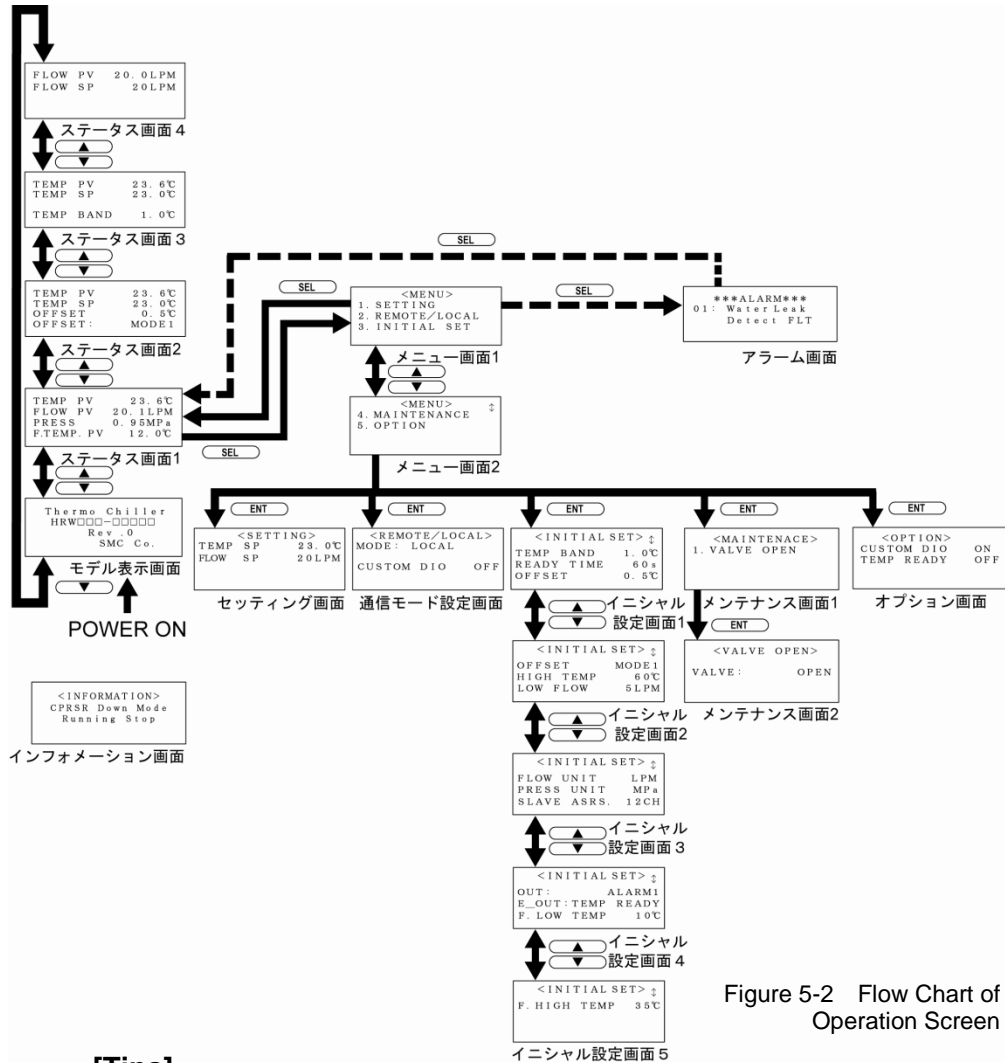 FLOW PV 20.0LPM
FLOW SP 20LPM
ステータス画面4
▲
▼
TEMP PV 23.6℃
TEMP SP 23.0℃
TEMP BAND 1.0℃
ステータス画面3
▲
▼
TEMP PV 23.6℃
TEMP SP 23.0℃
OFFSET 0.5℃
OFFSET: MODE1
ステータス画面2
▲
▼
TEMP PV 23.6℃
FLOW PV 20.1LPM
PRESS 0.95MPa
F.TEMP. PV 12.0℃
ステータス画面1
▲
▼
Thermo Chiller
HRW□□□-□□□□□
Rev.0
SMC Co.
モデル表示画面
▼
POWER ON
<INFORMATION>
CPRSR Down Mode
Running Stop
インフォメーション画面
SEL
SEL
SEL
SEL
<MENU>
1. SETTING
2. REMOTE/LOCAL
3. INITIAL SET
メニュー画面1
▲
▼
<MENU> ↕
4. MAINTENANCE
5. OPTION
メニュー画面2
***ALARM***
01: Water Leak
Detect FLT
アラーム画面
ENT
ENT
ENT
ENT
ENT
<SETTING>
TEMP SP 23.0℃
FLOW SP 20LPM
セッティング画面
<REMOTE/LOCAL>
MODE: LOCAL
CUSTOM DIO OFF
通信モード設定画面
<INITIAL SET> ↕
TEMP BAND 1.0℃
READY TIME 60s
OFFSET 0.5℃
▲
▼
イニシャル
設定画面1
<INITIAL SET> ↕
OFFSET MODE1
HIGH TEMP 60℃
LOW FLOW 5LPM
▲
▼
イニシャル
設定画面2
<INITIAL SET> ↕
FLOW UNIT LPM
PRESS UNIT MPa
SLAVE ASRS. 12CH
▲
▼
イニシャル
設定画面3
<INITIAL SET> ↕
OUT: ALARM1
E_OUT:TEMP READY
F. LOW TEMP 10℃
▲
▼
イニシャル
設定画面4
<INITIAL SET> ↕
F. HIGH TEMP 35℃
イニシャル設定画面5
<MAINTENACE>
1. VALVE OPEN
メンテナンス画面1
ENT
<VALVE OPEN>
VALVE: OPEN
メンテナンス画面2
<OPTION>
CUSTOM DIO ON
TEMP READY OFF
オプション画面
Figure 5-2 Flow Chart of
Operation Screen
[Tips]